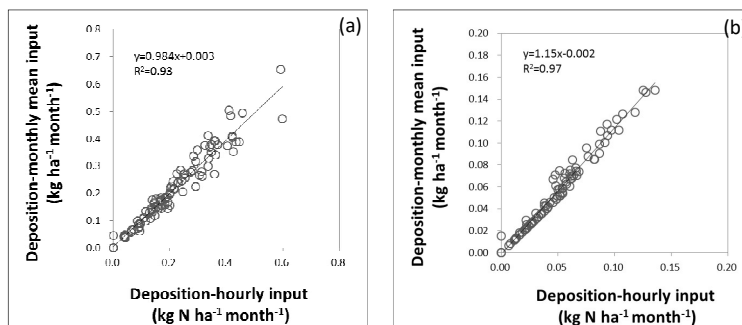 (a)
0.8
0.7
0.6
0.5
0.4
0.3
0.2
0.1
0.0
y=0.984x+0.003
R²=0.93
0.0 0.2 0.4 0.6 0.8
Deposition-monthly mean input
(kg ha⁻¹ month⁻¹)
Deposition-hourly input
(kg N ha⁻¹ month⁻¹)
(b)
0.20
0.18
0.16
0.14
0.12
0.10
0.08
0.06
0.04
0.02
0.00
y=1.15x-0.002
R²=0.97
0.00 0.05 0.10 0.15 0.20
Deposition-monthly mean input
(kg ha⁻¹ month⁻¹)
Deposition-hourly input
(kg N ha⁻¹ month⁻¹)